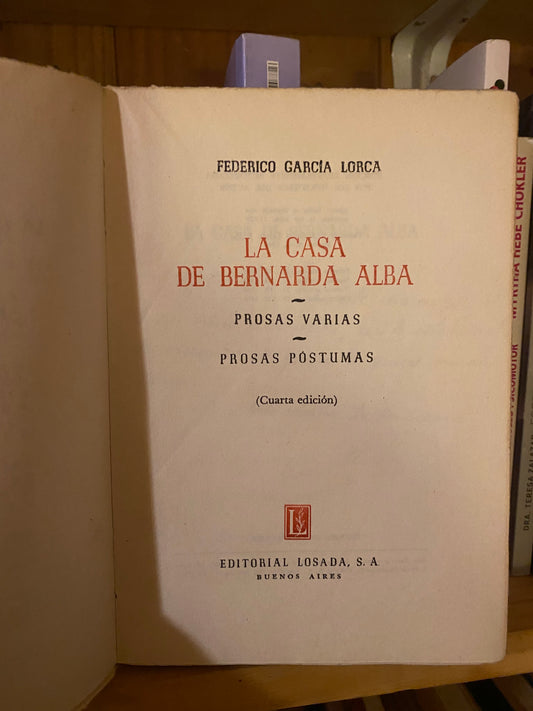 FEDERICO GARCÍA LORCA
LA CASA
DE BERNARDA ALBA
~
PROSAS VARIAS
~
PROSAS PÓSTUMAS
(Cuarta edición)
L
EDITORIAL LOSADA, S. A.
BUENOS AIRES
MYRTHA HEBE CHOKLER
PSICOMOTOR
DRA. TERESA